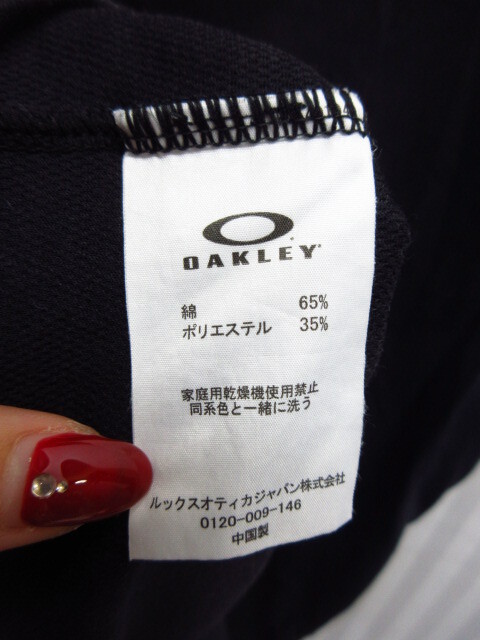 OAKLEY
綿 65%
ポリエステル 35%
家庭用乾燥機使用禁止
同系色と一緒に洗う
ルックスオティカジャパン株式会社
0120-009-146
中国製